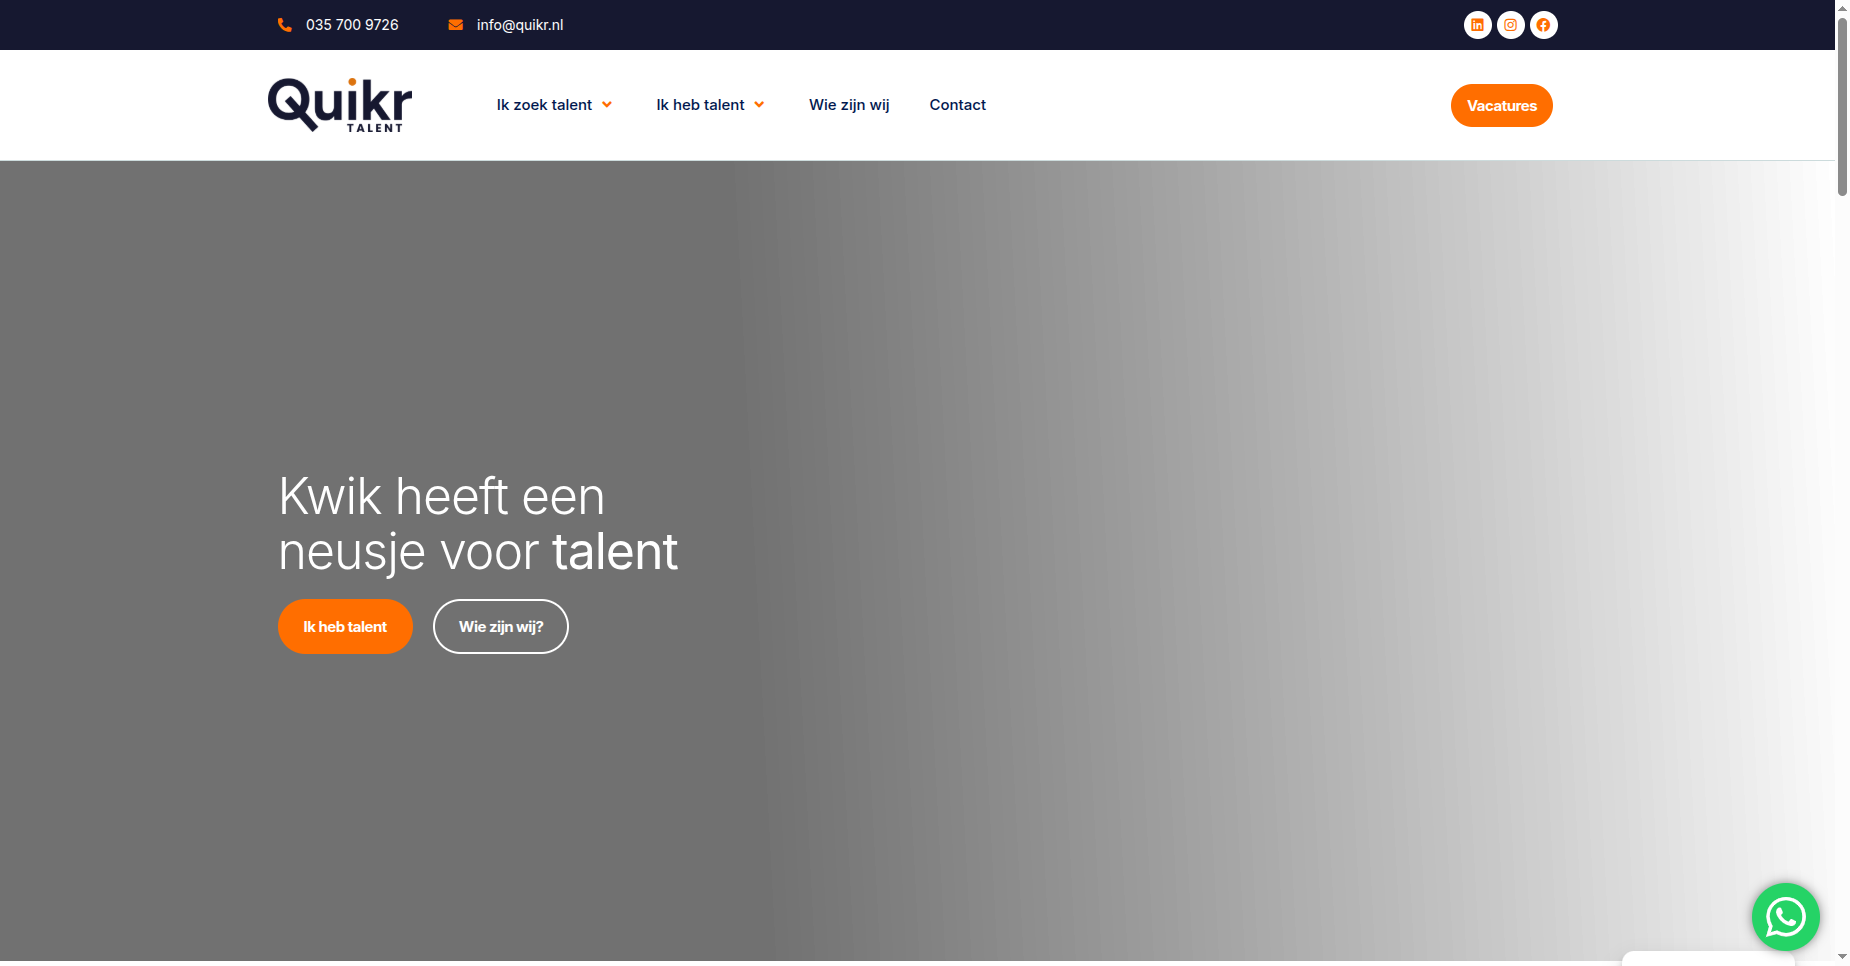 035 700 9726
info@quikr.nl
Quikr
TALENT
Ik zoek talent
Ik heb talent
Wie zijn wij
Contact
Vacatures
Kwik heeft een
neusje voor talent
Ik heb talent
Wie zijn wij?